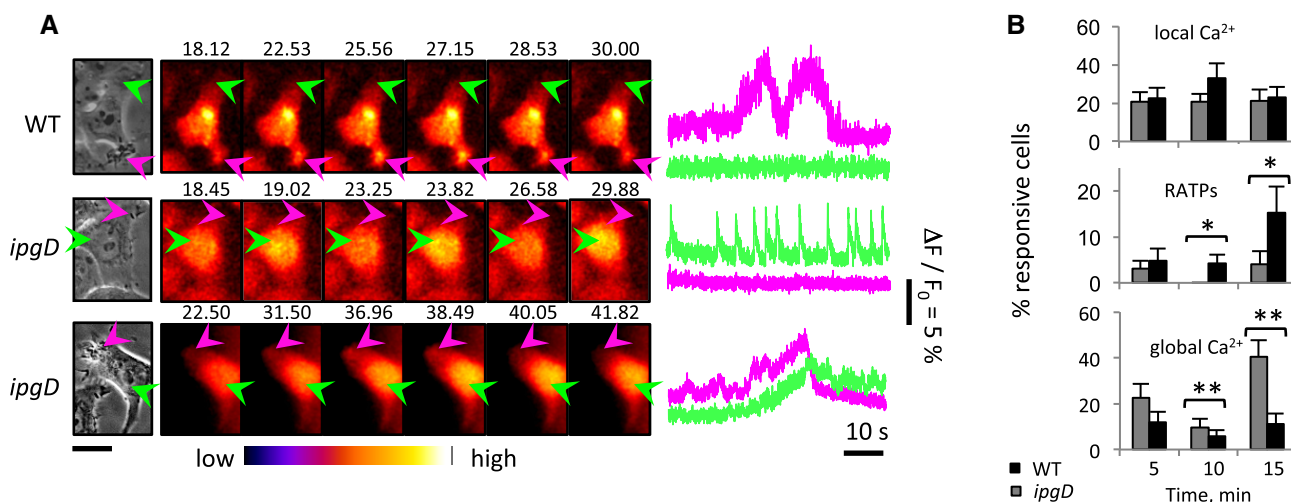 A
18.12 22.53 25.56 27.15 28.53 30.00
WT
18.45 19.02 23.25 23.82 26.58 29.88
ipgD
22.50 31.50 36.96 38.49 40.05 41.82
ipgD
low high
ΔF / F₀ = 5 %
10 s
B
% responsive cells
local Ca²⁺
60
40
20
0
RATPs
*
*
20
10
0
global Ca²⁺
**
**
60
40
20
0
5 10 15
Time, min
WT
ipgD